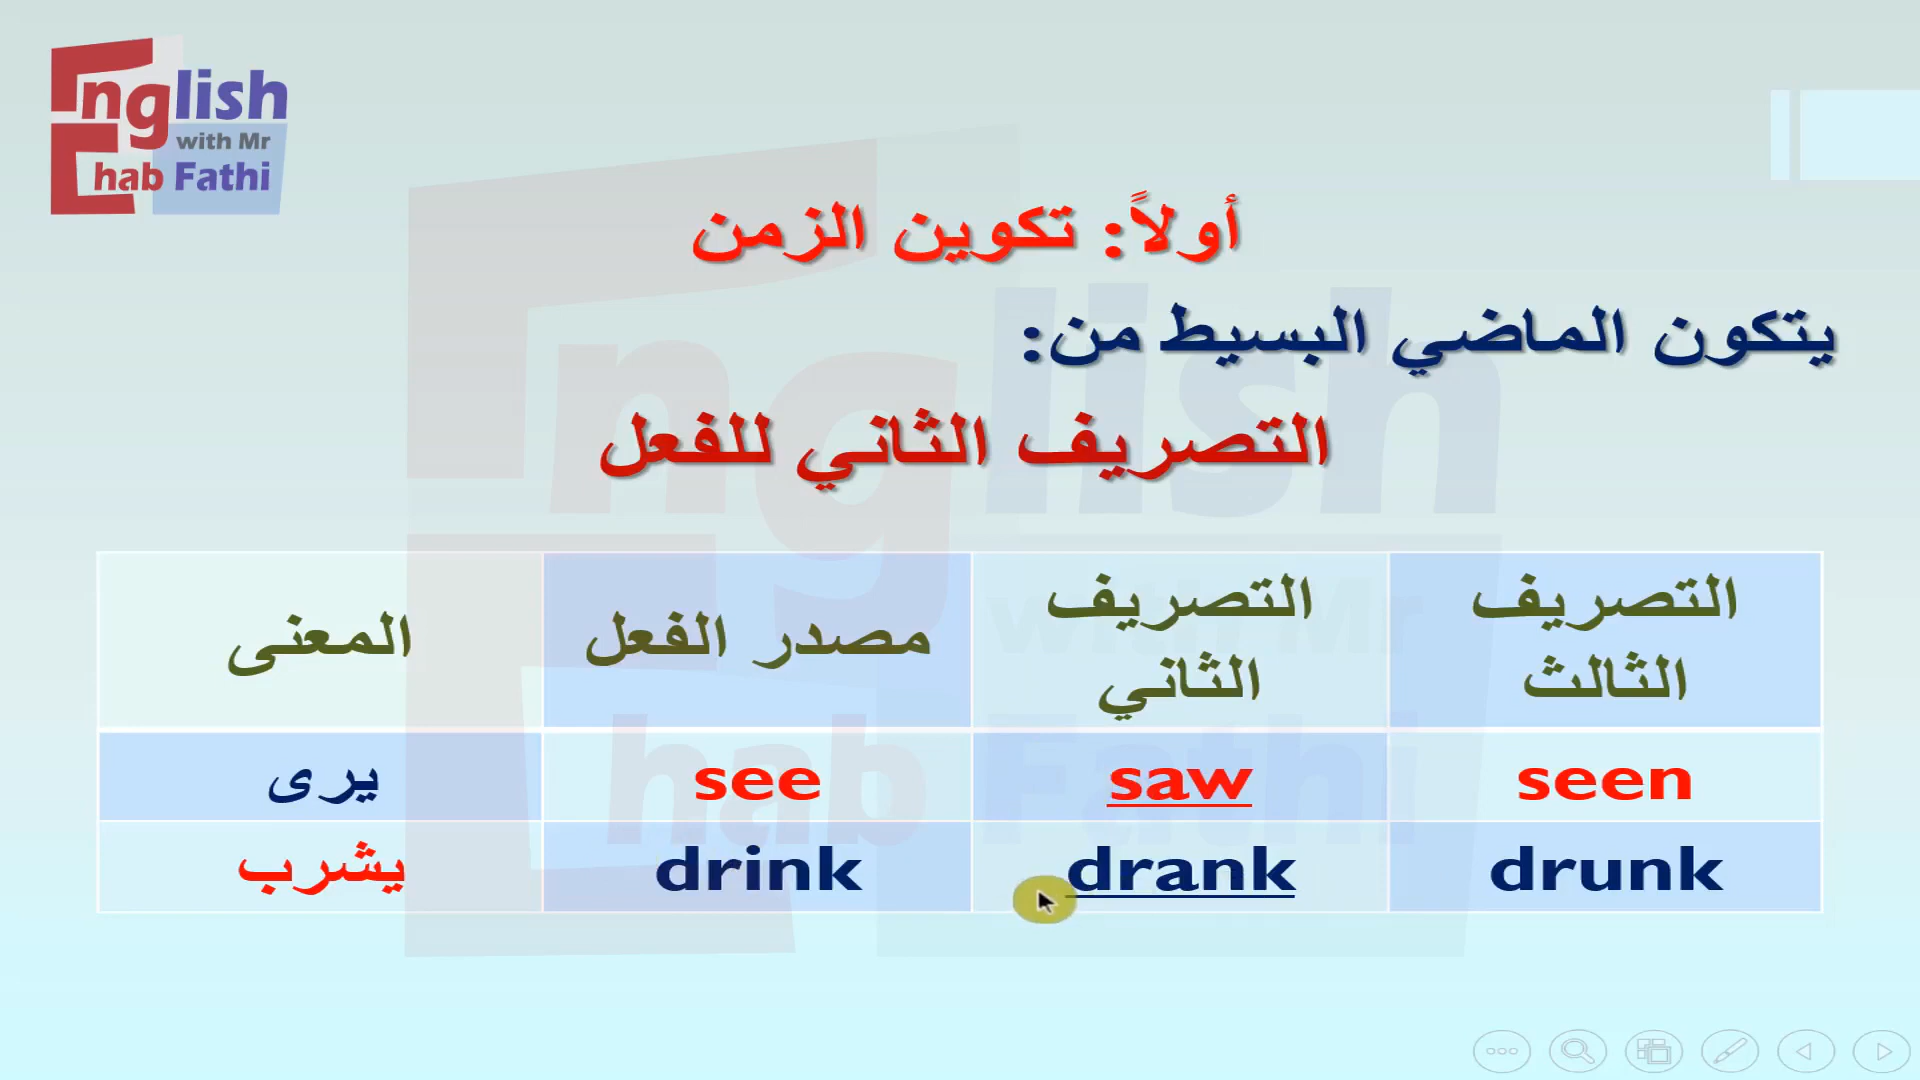 English
with Mr
Ehab Fathi
أولاً: تكوين الزمن
يتكون الماضي البسيط من:
التصريف الثاني للفعل
المعنى مصدر الفعل التصريف الثاني التصريف الثالث
يرى see saw seen
يشرب drink drank drunk